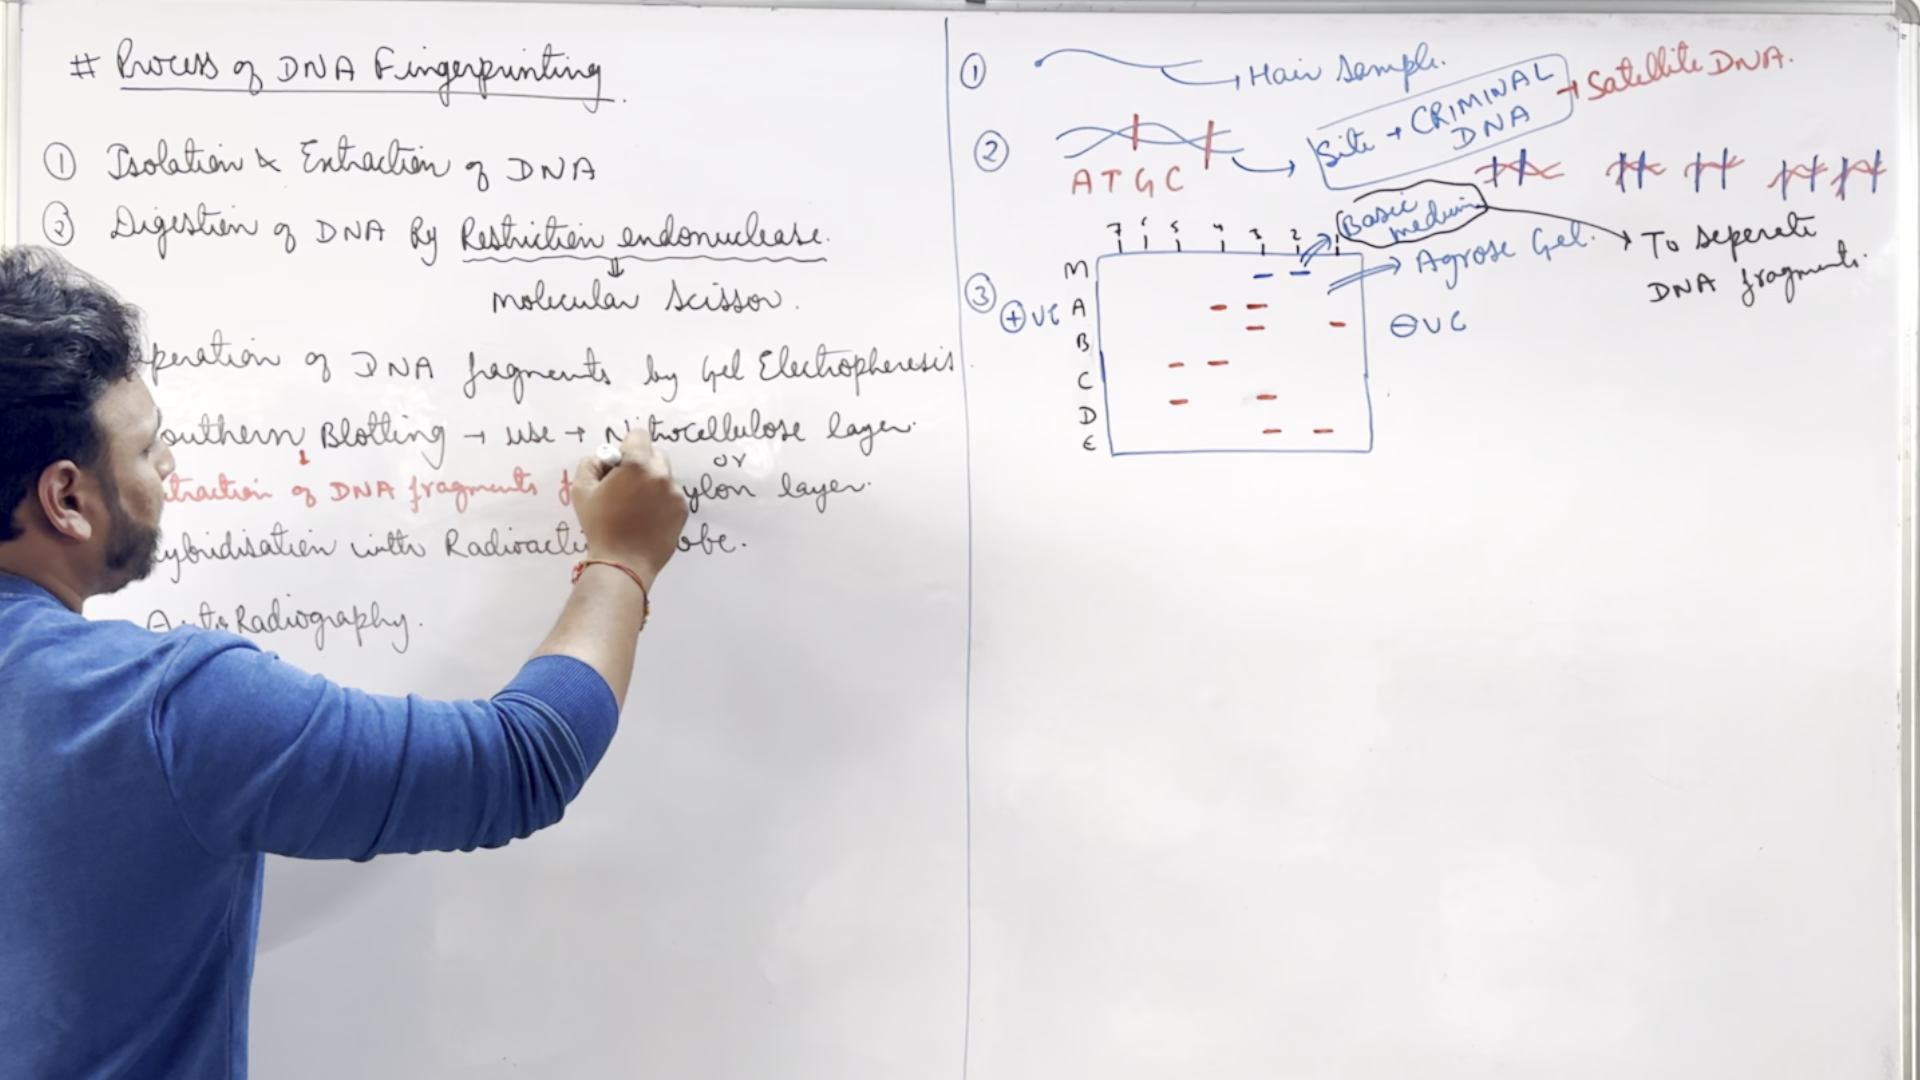 # Process of DNA Fingerprinting
① Isolation & Extraction of DNA
② Digestion of DNA By Restriction endonuclease.
molecular scissor.
peration of DNA fragments by Gel Electropheresis
outhern Blotting → use → Nitrocellulose layer.
or
traction of DNA fragments f
ylon layer.
ybridisation with Radioacti obe.
AutoRadiography.
① Hair Sample.
② A T G C
Site → CRIMINAL DNA → Satellite DNA.
Basic medium → To Seperate DNA fragments.
③ Agrose Gel.
7 6 5 4 3 2 1
M
A
B
C
D
E
⊕VE
⊖VC